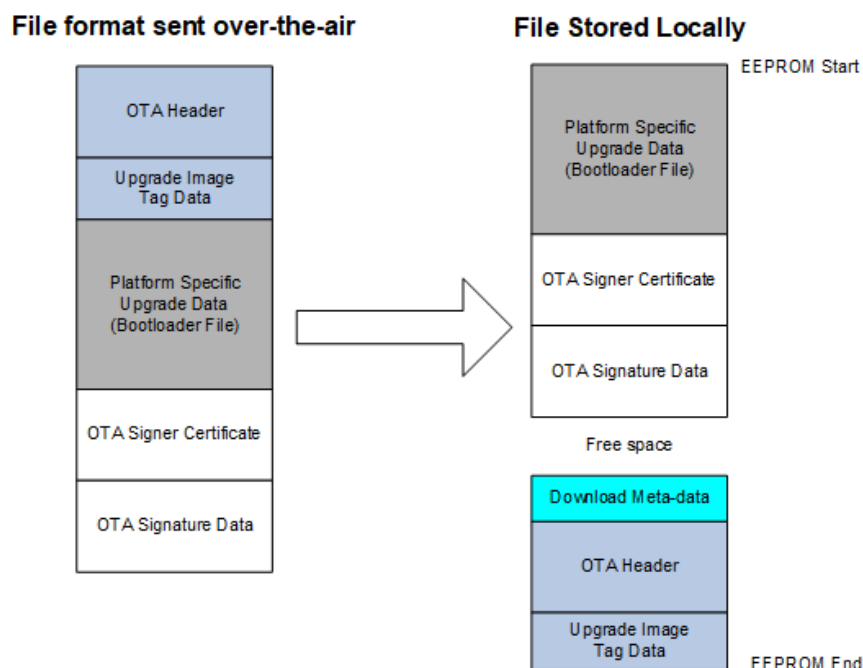 File format sent over-the-air
OTA Header
Upgrade Image
Tag Data
Platform Specific
Upgrade Data
(Bootloader File)
OTA Signer Certificate
OTA Signature Data
File Stored Locally
EEPROM Start
Platform Specific
Upgrade Data
(Bootloader File)
OTA Signer Certificate
OTA Signature Data
Free space
Download Meta-data
OTA Header
Upgrade Image
Tag Data
EEPROM End